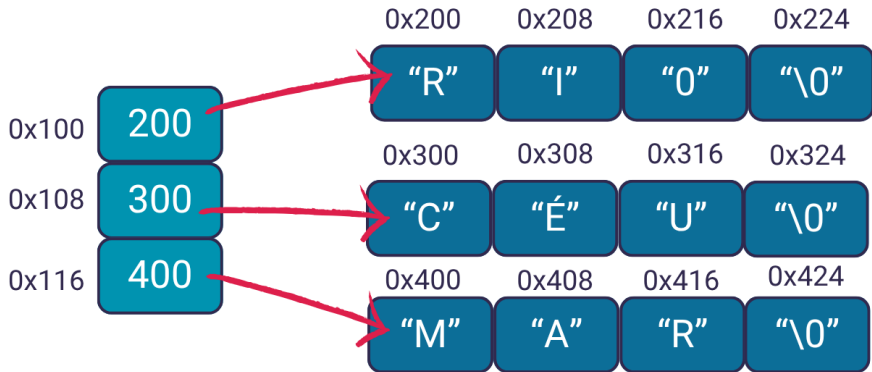 0x200 0x208 0x216 0x224
“R” “I” “0” “\0”
0x100 200
0x300 0x308 0x316 0x324
0x108 300
“C” “É” “U” “\0”
0x116 400
0x400 0x408 0x416 0x424
“M” “A” “R” “\0”